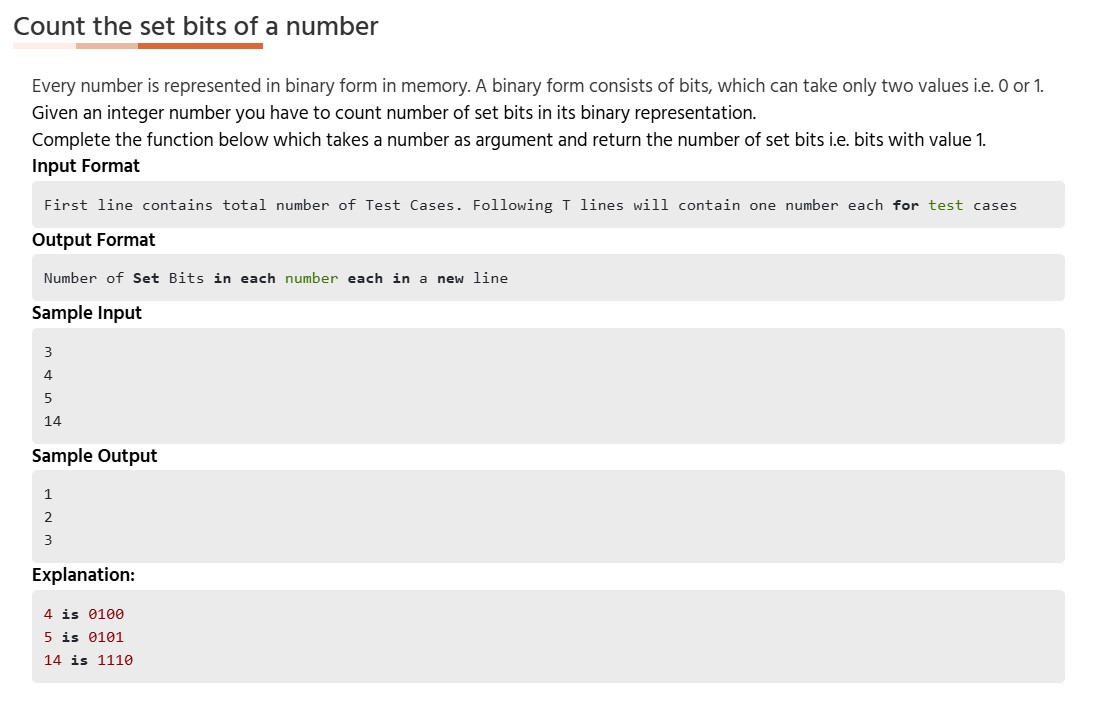 Count the set bits of a number
Every number is represented in binary form in memory. A binary form consists of bits, which can take only two values i.e. 0 or 1.
Given an integer number you have to count number of set bits in its binary representation.
Complete the function below which takes a number as argument and return the number of set bits i.e. bits with value 1.
Input Format
First line contains total number of Test Cases. Following T lines will contain one number each for test cases
Output Format
Number of Set Bits in each number each in a new line
Sample Input
3
4
5
14
Sample Output
1
2
3
Explanation:
4 is 0100
5 is 0101
14 is 1110